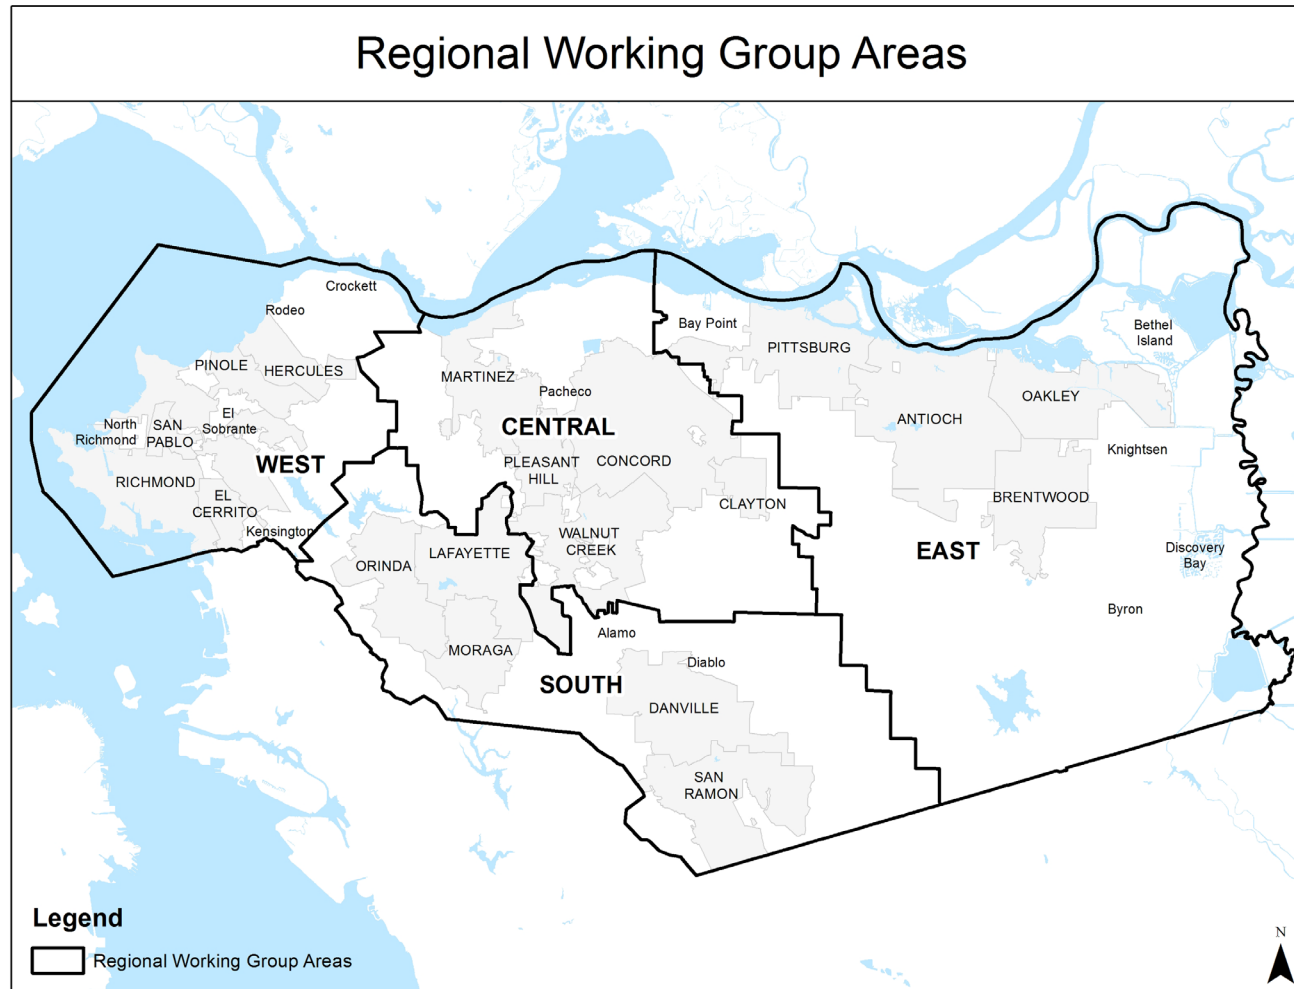 Regional Working Group Areas
Crockett
Rodeo
Bay Point
Bethel
Island
PINOLE
HERCULES
MARTINEZ
Pacheco
PITTSBURG
OAKLEY
ANTIOCH
North
Richmond
SAN
PABLO
El
Sobrante
CENTRAL
WEST
RICHMOND
EL
CERRITO
Kensington
PLEASANT
HILL
CONCORD
CLAYTON
Knightsen
BRENTWOOD
WALNUT
CREEK
LAFAYETTE
ORINDA
EAST
Discovery
Bay
Byron
Alamo
MORAGA
Diablo
SOUTH
DANVILLE
SAN
RAMON
Legend
Regional Working Group Areas
N